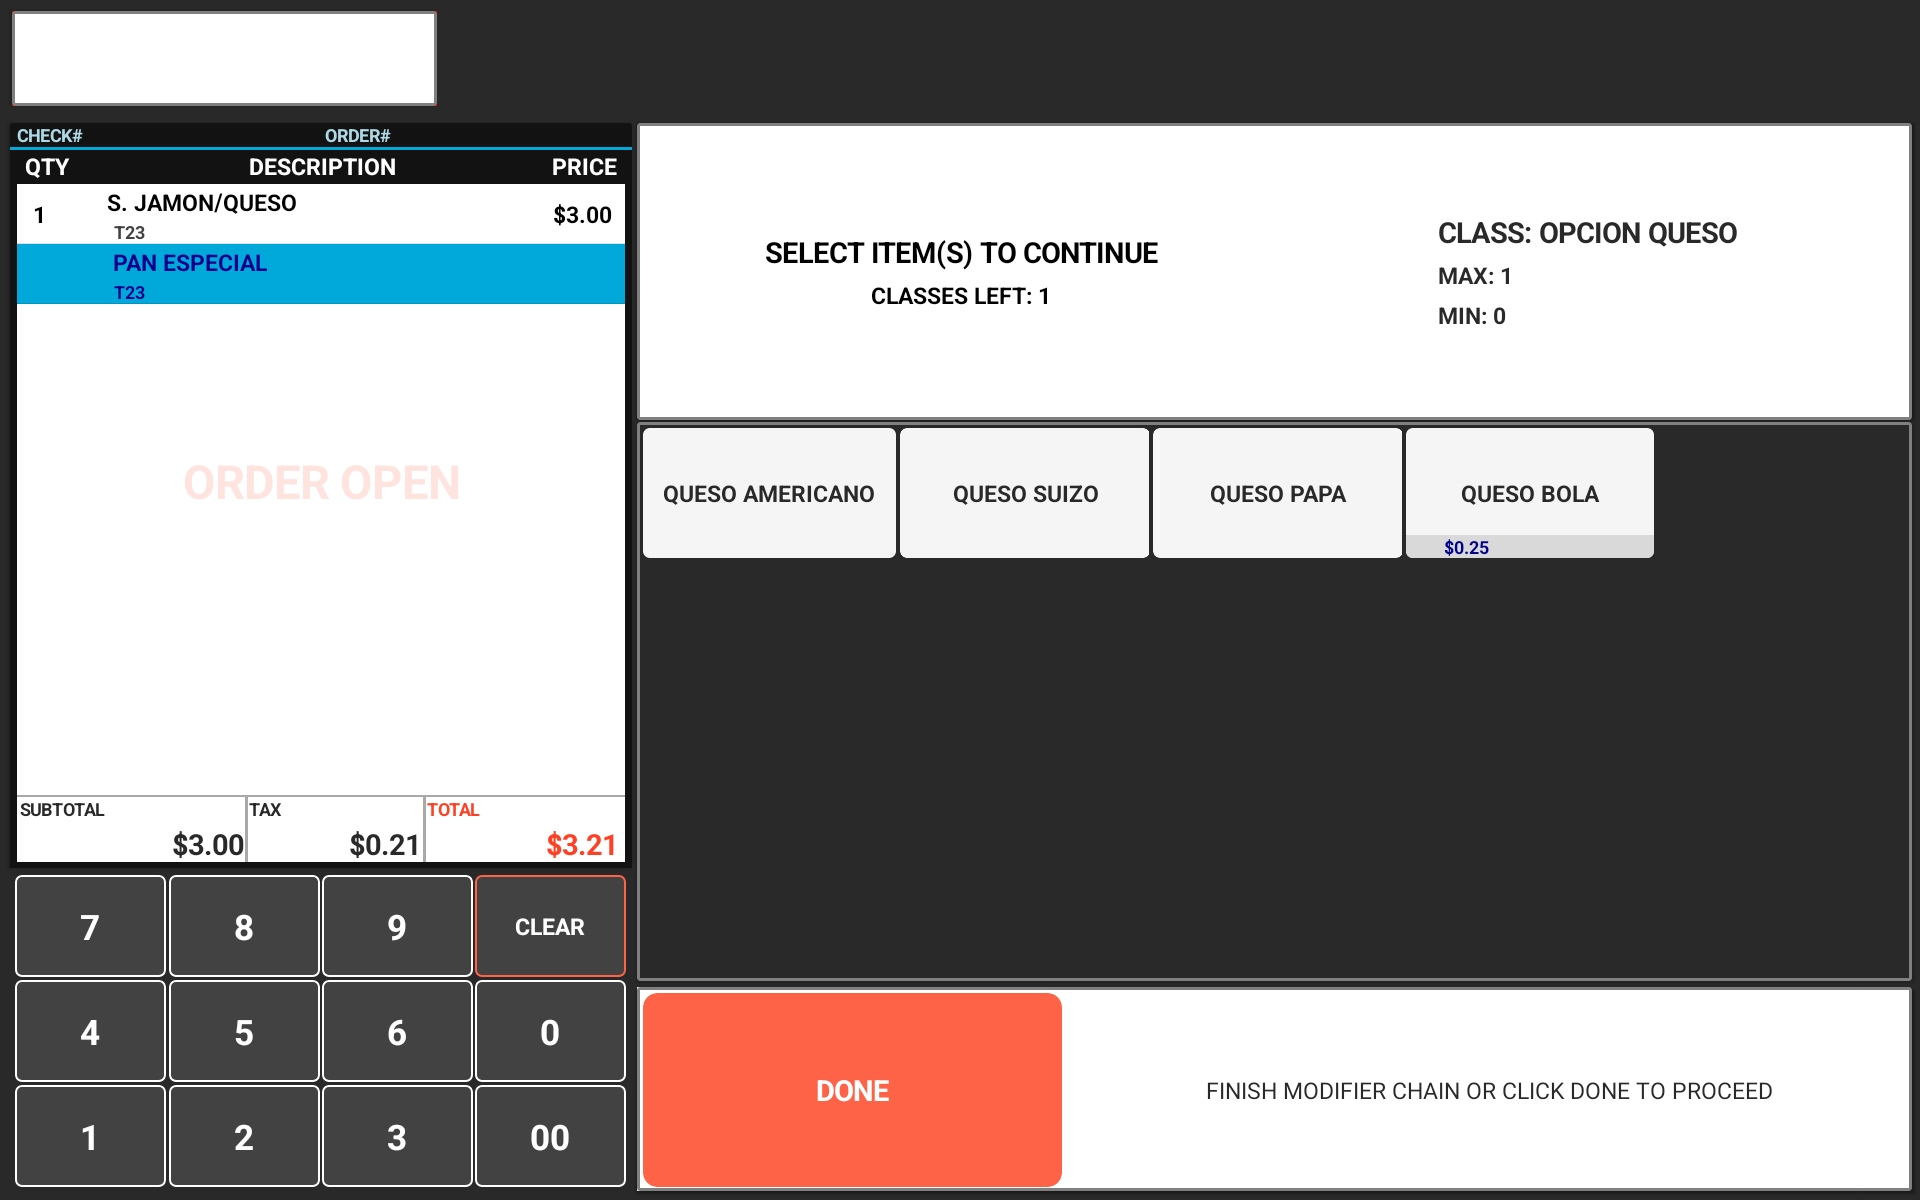 CHECK# ORDER#
QTY DESCRIPTION PRICE
1 S. JAMON/QUESO $3.00
T23
PAN ESPECIAL
T23
ORDER OPEN
SUBTOTAL TAX TOTAL
$3.00 $0.21 $3.21
7 8 9 CLEAR
4 5 6 0
1 2 3 00
SELECT ITEM(S) TO CONTINUE
CLASSES LEFT: 1
CLASS: OPCION QUESO
MAX: 1
MIN: 0
QUESO AMERICANO QUESO SUIZO QUESO PAPA QUESO BOLA
$0.25
DONE FINISH MODIFIER CHAIN OR CLICK DONE TO PROCEED